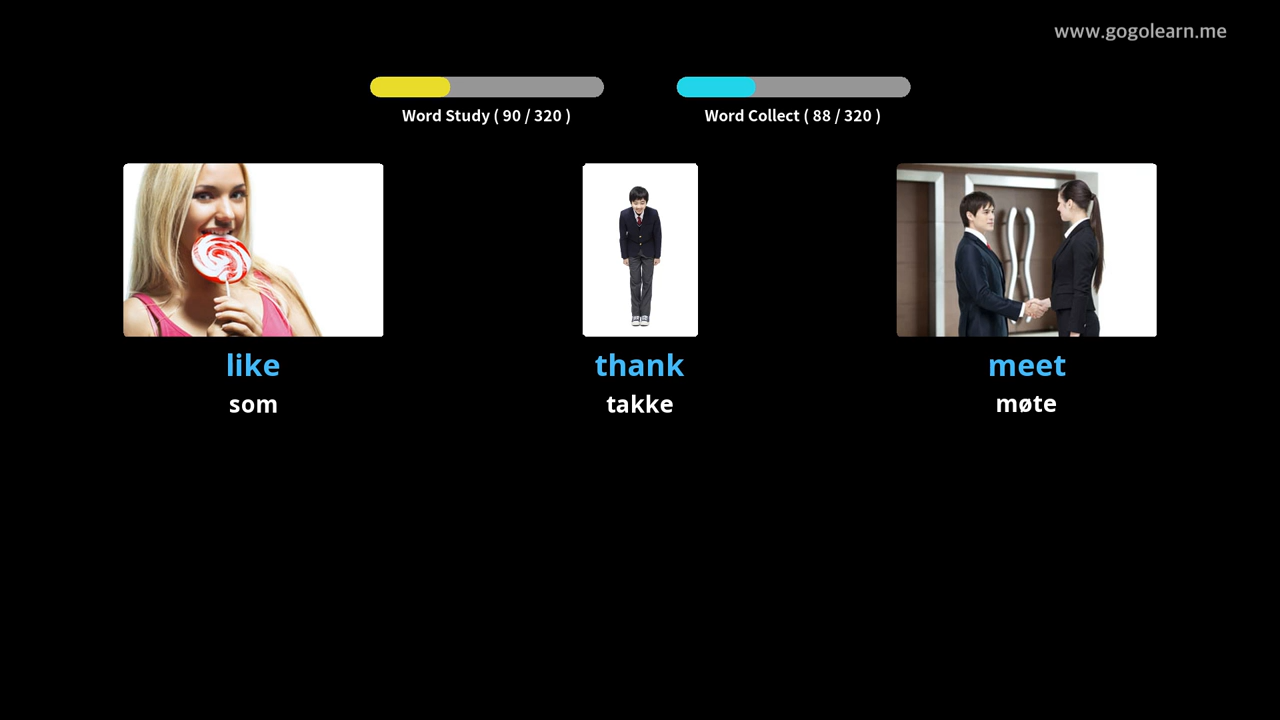 www.gogolearn.me
Word Study ( 90 / 320 )
Word Collect ( 88 / 320 )
like
thank
meet
som
takke
møte